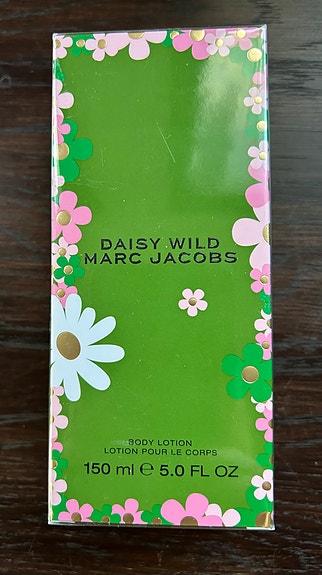 DAISY WILD
MARC JACOBS
BODY LOTION
LOTION POUR LE CORPS
150 ml ℮ 5.0 FL OZ